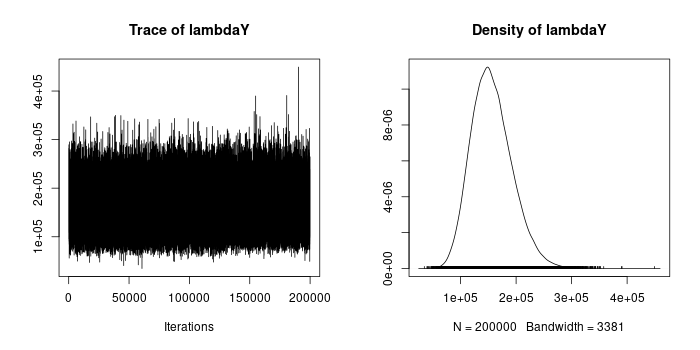 Trace of lambdaY
4e+05
3e+05
2e+05
1e+05
0 50000 100000 150000 200000
Iterations
Density of lambdaY
8e-06
4e-06
0e+00
1e+05 2e+05 3e+05 4e+05
N = 200000 Bandwidth = 3381